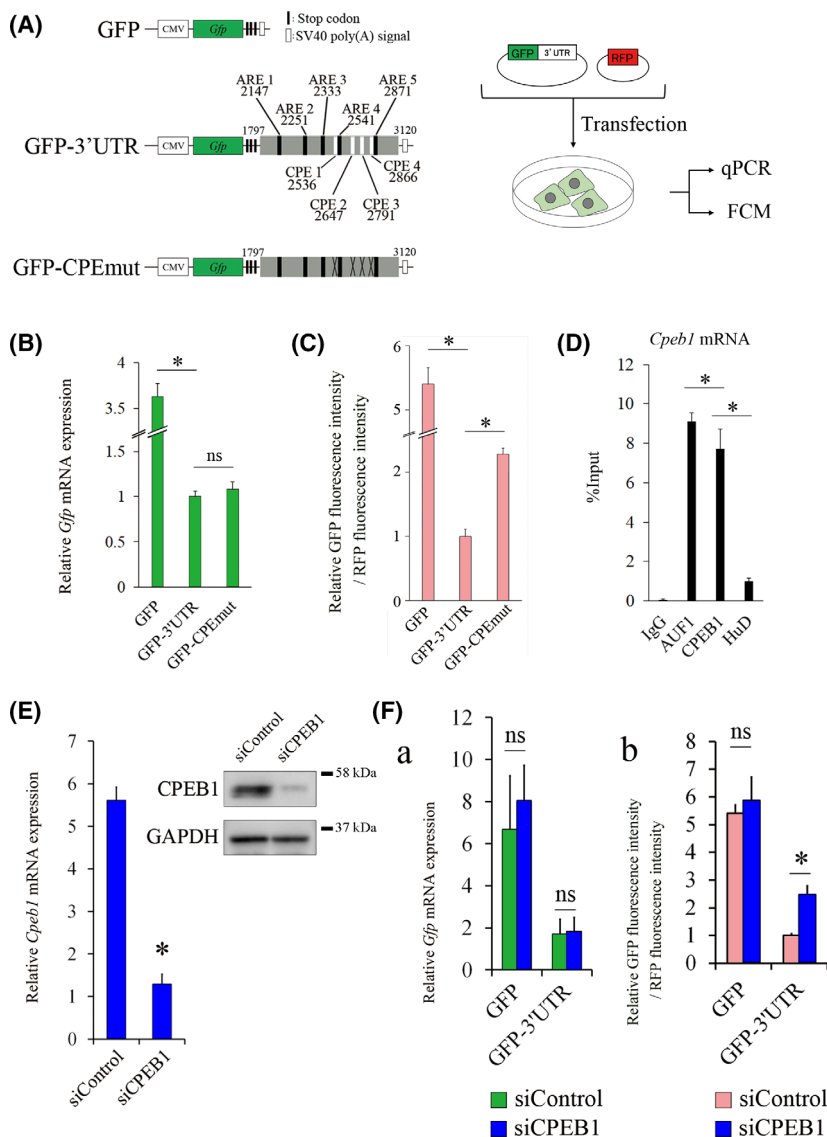 (A)
GFP
CMV
Gfp
: Stop codon
: SV40 poly(A) signal
ARE 1
2147
ARE 2
2251
ARE 3
2333
ARE 4
2541
ARE 5
2871
GFP-3'UTR
CMV
Gfp
1797
3120
CPE 1
2536
CPE 2
2647
CPE 3
2791
CPE 4
2866
GFP-CPEmut
CMV
Gfp
1797
3120
GFP
3' UTR
RFP
Transfection
qPCR
FCM
(B)
Relative Gfp mRNA expression
4
3.5
1
0.5
0
*
ns
GFP
GFP-3'UTR
GFP-CPEmut
(C)
Relative GFP fluorescence intensity
/ RFP fluorescence intensity
6
5
2
1
0
*
*
GFP
GFP-3'UTR
GFP-CPEmut
(D)
Cpeb1 mRNA
%Input
12
10
8
6
4
2
0
*
*
IgG
AUF1
CPEB1
HuD
(E)
Relative Cpeb1 mRNA expression
7
6
5
4
3
2
1
0
*
siControl
siCPEB1
siControl
siCPEB1
CPEB1
58 kDa
GAPDH
37 kDa
(F)
a
Relative Gfp mRNA expression
12
10
8
6
4
2
0
ns
ns
GFP
GFP-3'UTR
siControl
siCPEB1
b
Relative GFP fluorescence intensity
/ RFP fluorescence intensity
8
7
6
5
4
3
2
1
0
ns
*
GFP
GFP-3'UTR
siControl
siCPEB1